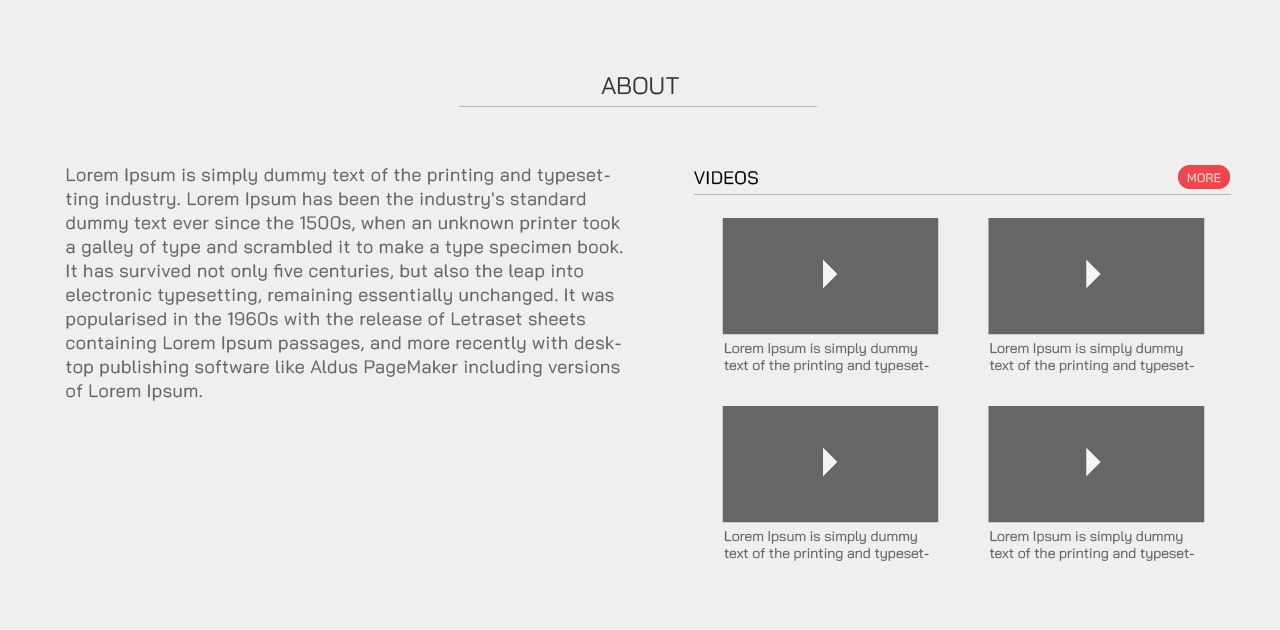 ABOUT
Lorem Ipsum is simply dummy text of the printing and typeset-
ting industry. Lorem Ipsum has been the industry's standard
dummy text ever since the 1500s, when an unknown printer took
a galley of type and scrambled it to make a type specimen book.
It has survived not only five centuries, but also the leap into
electronic typesetting, remaining essentially unchanged. It was
popularised in the 1960s with the release of Letraset sheets
containing Lorem Ipsum passages, and more recently with desk-
top publishing software like Aldus PageMaker including versions
of Lorem Ipsum.
VIDEOS
MORE
Lorem Ipsum is simply dummy
text of the printing and typeset-
Lorem Ipsum is simply dummy
text of the printing and typeset-
Lorem Ipsum is simply dummy
text of the printing and typeset-
Lorem Ipsum is simply dummy
text of the printing and typeset-